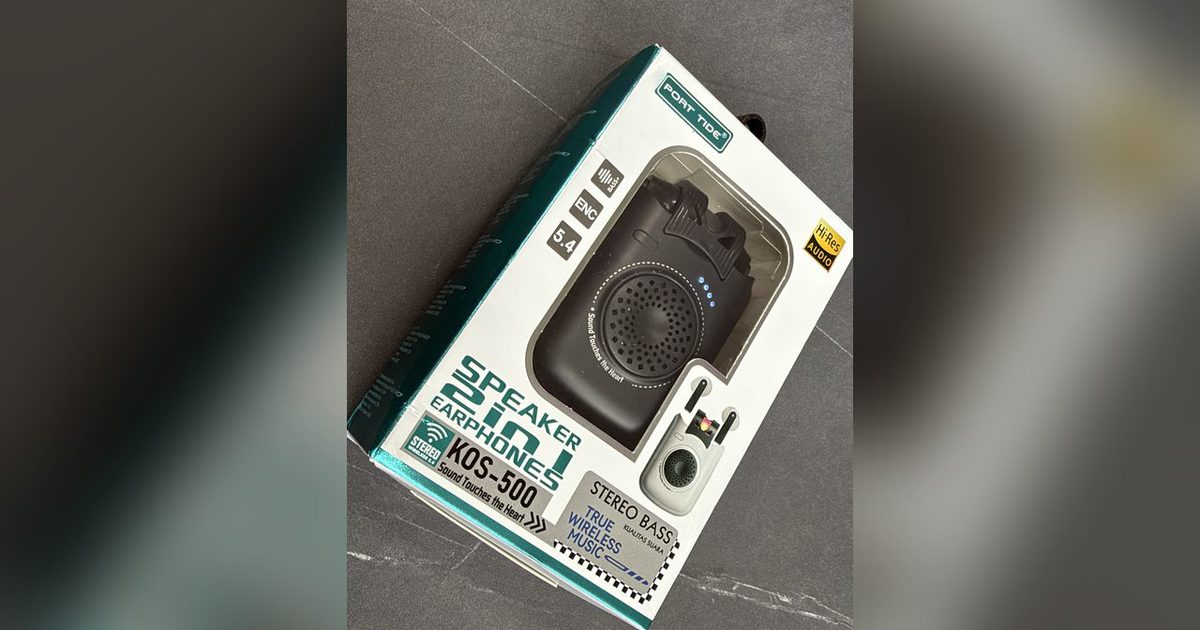 PORT TIDE®
BASS+
ENC
5.4
Hi-Res
AUDIO
Sound Touches the Heart
SPEAKER
2in1
EARPHONES
STEREO
KOS-500
Sound Touches the Heart
STEREO BASS
KUALITAS SUARA
TRUE
WIRELESS
MUSIC